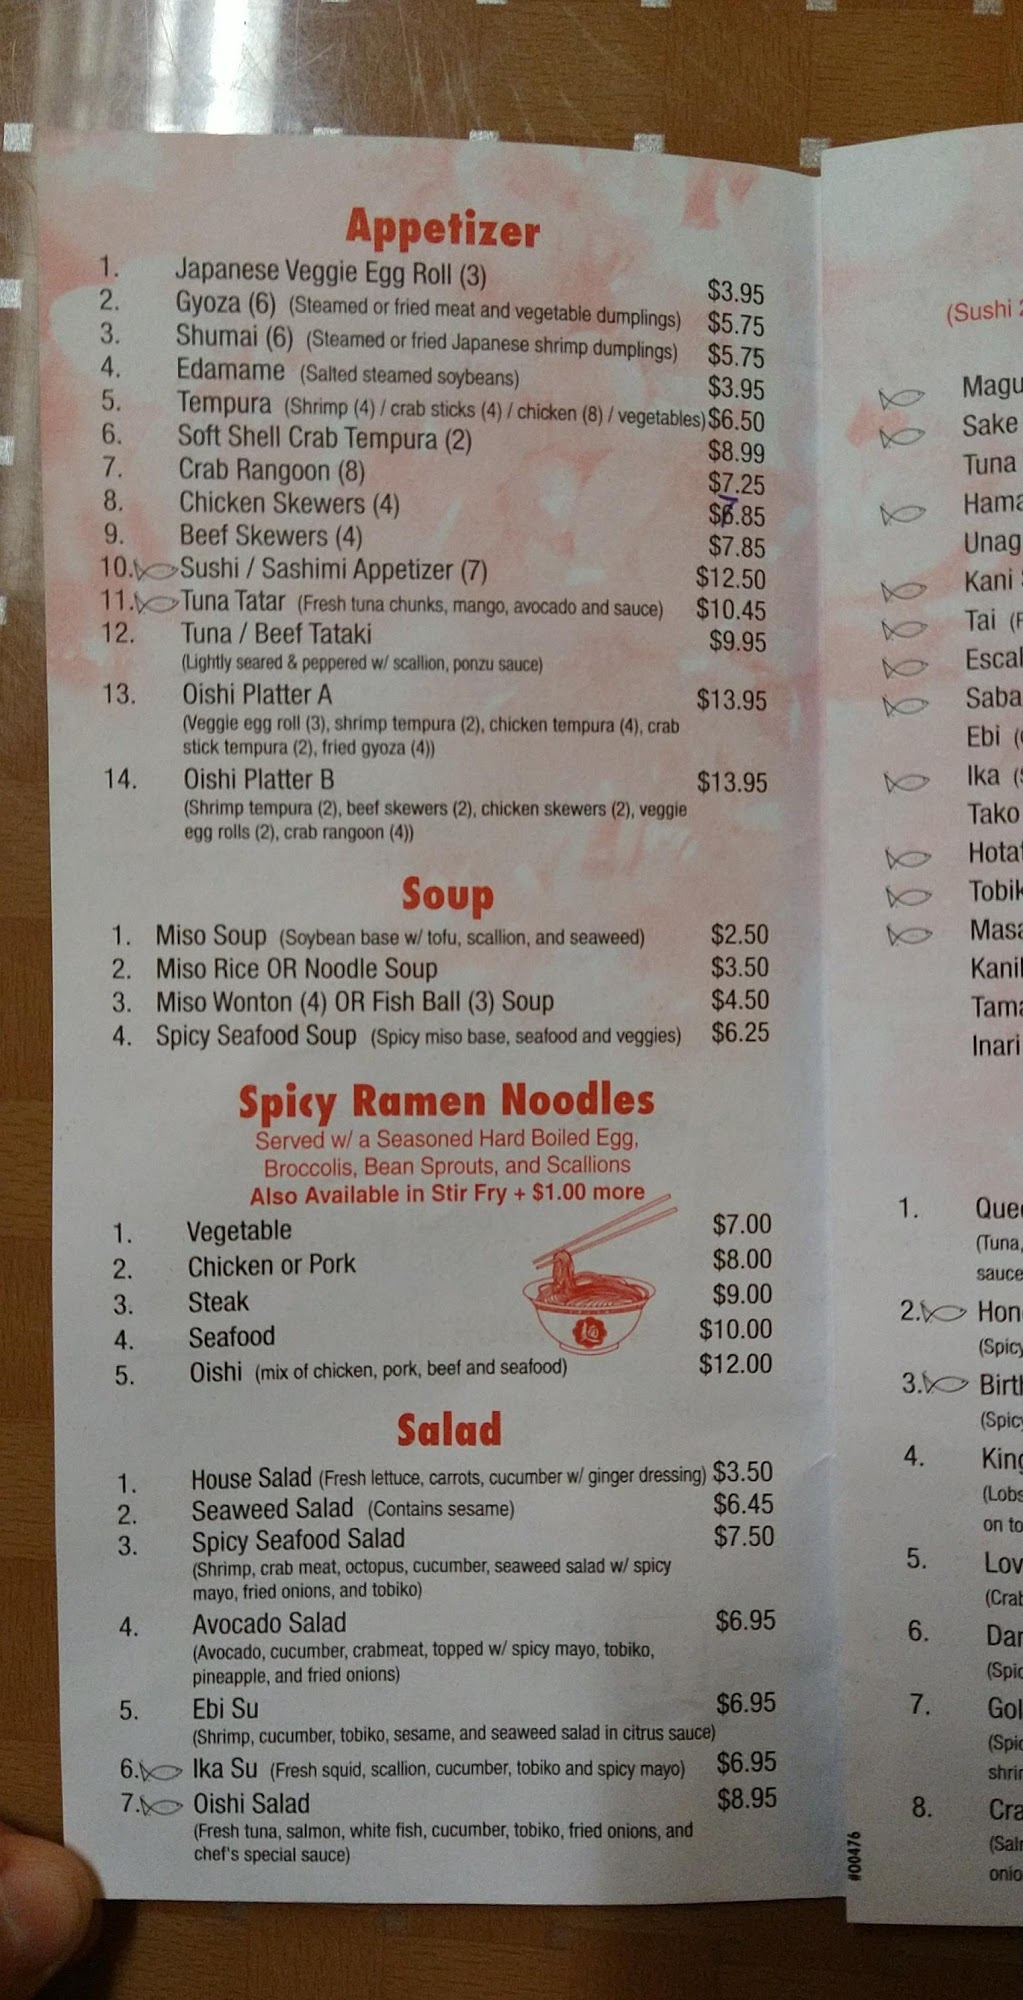 Appetizer
1. Japanese Veggie Egg Roll (3) $3.95
2. Gyoza (6) (Steamed or fried meat and vegetable dumplings) $5.75
3. Shumai (6) (Steamed or fried Japanese shrimp dumplings) $5.75
4. Edamame (Salted steamed soybeans) $3.95
5. Tempura (Shrimp (4) / crab sticks (4) / chicken (8) / vegetables) $6.50
6. Soft Shell Crab Tempura (2) $8.99
7. Crab Rangoon (8) $7.25
8. Chicken Skewers (4) $7.85
9. Beef Skewers (4) $7.85
10. Sushi / Sashimi Appetizer (7) $12.50
11. Tuna Tatar (Fresh tuna chunks, mango, avocado and sauce) $10.45
12. Tuna / Beef Tataki $9.95
(Lightly seared & peppered w/ scallion, ponzu sauce)
13. Oishi Platter A $13.95
(Veggie egg roll (3), shrimp tempura (2), chicken tempura (4), crab
stick tempura (2), fried gyoza (4))
14. Oishi Platter B $13.95
(Shrimp tempura (2), beef skewers (2), chicken skewers (2), veggie
egg rolls (2), crab rangoon (4))
Soup
1. Miso Soup (Soybean base w/ tofu, scallion, and seaweed) $2.50
2. Miso Rice OR Noodle Soup $3.50
3. Miso Wonton (4) OR Fish Ball (3) Soup $4.50
4. Spicy Seafood Soup (Spicy miso base, seafood and veggies) $6.25
Spicy Ramen Noodles
Served w/ a Seasoned Hard Boiled Egg,
Broccolis, Bean Sprouts, and Scallions
Also Available in Stir Fry + $1.00 more
1. Vegetable $7.00
2. Chicken or Pork $8.00
3. Steak $9.00
4. Seafood $10.00
5. Oishi (mix of chicken, pork, beef and seafood) $12.00
Salad
1. House Salad (Fresh lettuce, carrots, cucumber w/ ginger dressing) $3.50
2. Seaweed Salad (Contains sesame) $6.45
3. Spicy Seafood Salad $7.50
(Shrimp, crab meat, octopus, cucumber, seaweed salad w/ spicy
mayo, fried onions, and tobiko)
4. Avocado Salad $6.95
(Avocado, cucumber, crabmeat, topped w/ spicy mayo, tobiko,
pineapple, and fried onions)
5. Ebi Su $6.95
(Shrimp, cucumber, tobiko, sesame, and seaweed salad in citrus sauce)
6. Ika Su (Fresh squid, scallion, cucumber, tobiko and spicy mayo) $6.95
7. Oishi Salad $8.95
(Fresh tuna, salmon, white fish, cucumber, tobiko, fried onions, and
chef's special sauce)
(Sushi
Sake
Tuna
Kani
Tai
Ebi
Ika
Tako
Inari
1.
(Tuna,
sauce
2.
3.
4.
on to
5.
6.
7.
8.
#00476